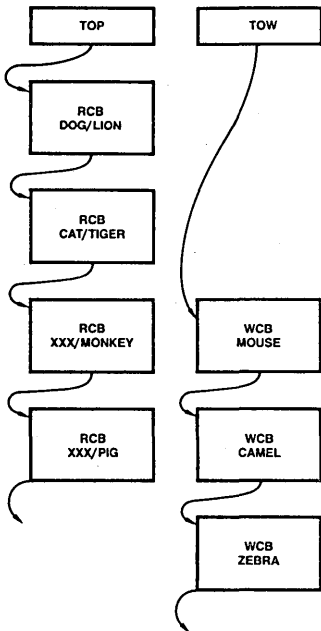 TOP
TOW
RCB
DOG/LION
RCB
CAT/TIGER
RCB
XXX/MONKEY
WCB
MOUSE
RCB
XXX/PIG
WCB
CAMEL
WCB
ZEBRA